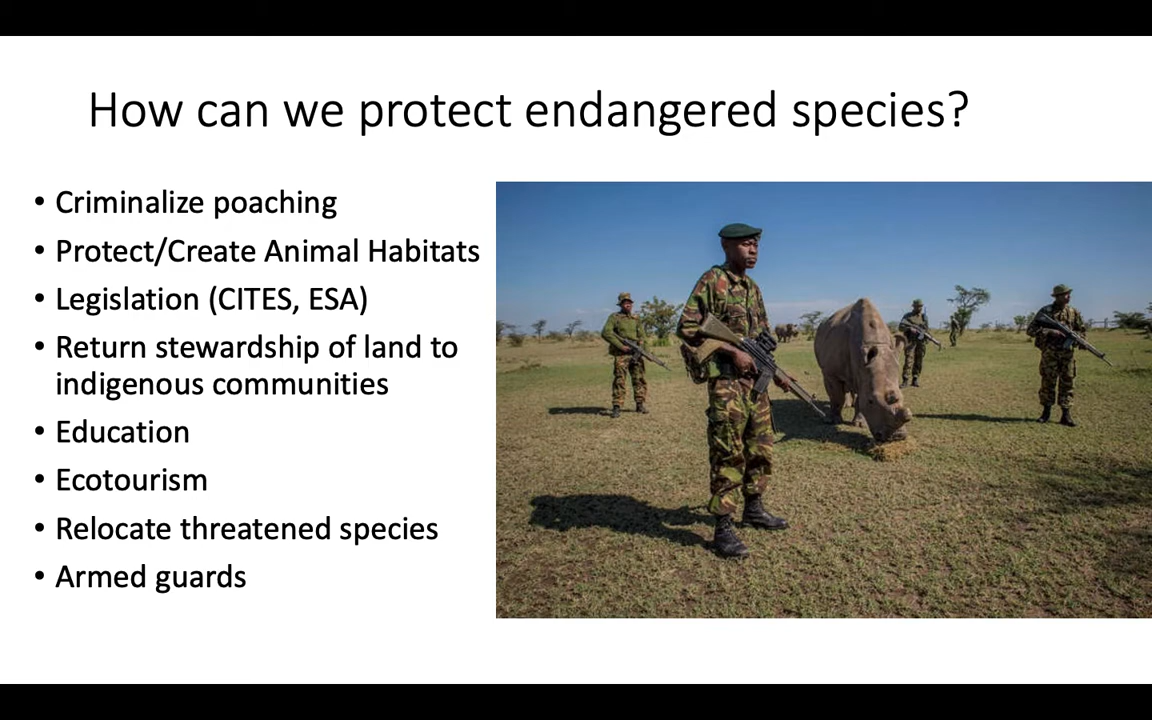 How can we protect endangered species?
• Criminalize poaching
• Protect/Create Animal Habitats
• Legislation (CITES, ESA)
• Return stewardship of land to
indigenous communities
• Education
• Ecotourism
• Relocate threatened species
• Armed guards